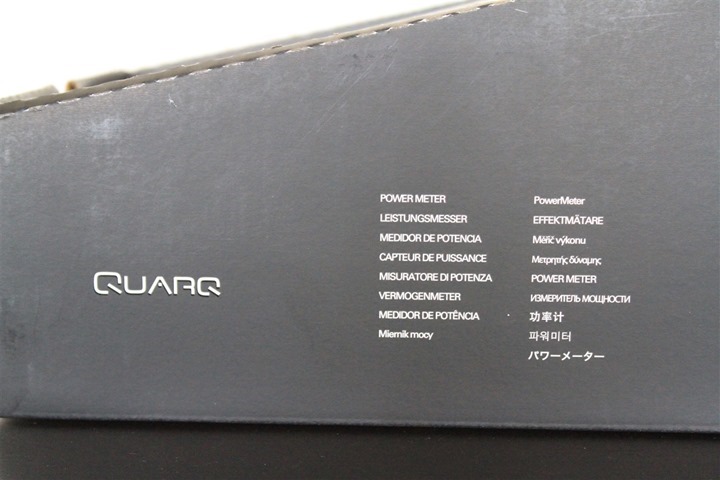 QUARQ
POWER METER
LEISTUNGSMESSER
MEDIDOR DE POTENCIA
CAPTEUR DE PUISSANCE
MISURATORE DI POTENZA
VERMOGENMETER
MEDIDOR DE POTÊNCIA
Miernik mocy
PowerMeter
EFFEKTMÄTARE
Měřič výkonu
Μετρητής δύναμης
POWER METER
ИЗМЕРИТЕЛЬ МОЩНОСТИ
功率计
파워미터
パワーメーター